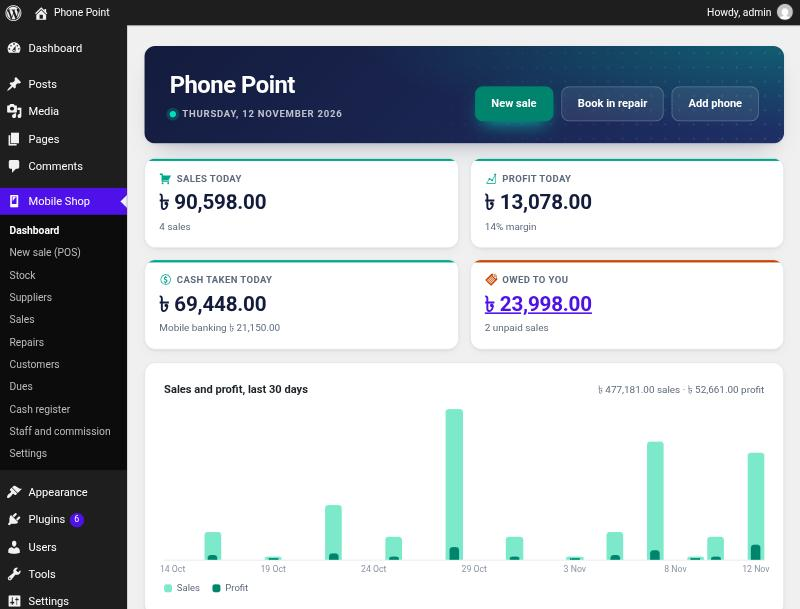 Phone Point
Howdy, admin
Dashboard
Posts
Media
Pages
Comments
Mobile Shop
Dashboard
New sale (POS)
Stock
Suppliers
Sales
Repairs
Customers
Dues
Cash register
Staff and commission
Settings
Appearance
Plugins 6
Users
Tools
Settings
Phone Point
THURSDAY, 12 NOVEMBER 2026
New sale
Book in repair
Add phone
SALES TODAY
৳ 90,598.00
4 sales
PROFIT TODAY
৳ 13,078.00
14% margin
CASH TAKEN TODAY
৳ 69,448.00
Mobile banking ৳ 21,150.00
OWED TO YOU
৳ 23,998.00
2 unpaid sales
Sales and profit, last 30 days
৳ 477,181.00 sales · ৳ 52,661.00 profit
14 Oct 19 Oct 24 Oct 29 Oct 3 Nov 8 Nov 12 Nov
Sales Profit